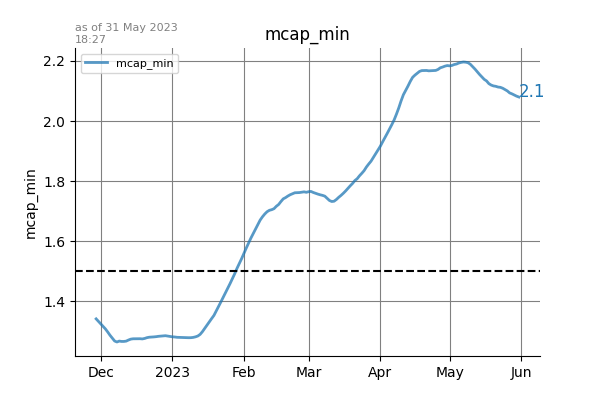 as of 31 May 2023
18:27
mcap_min
mcap_min
2.2
2.1
2.0
1.8
mcap_min
1.6
1.4
Dec 2023 Feb Mar Apr May Jun